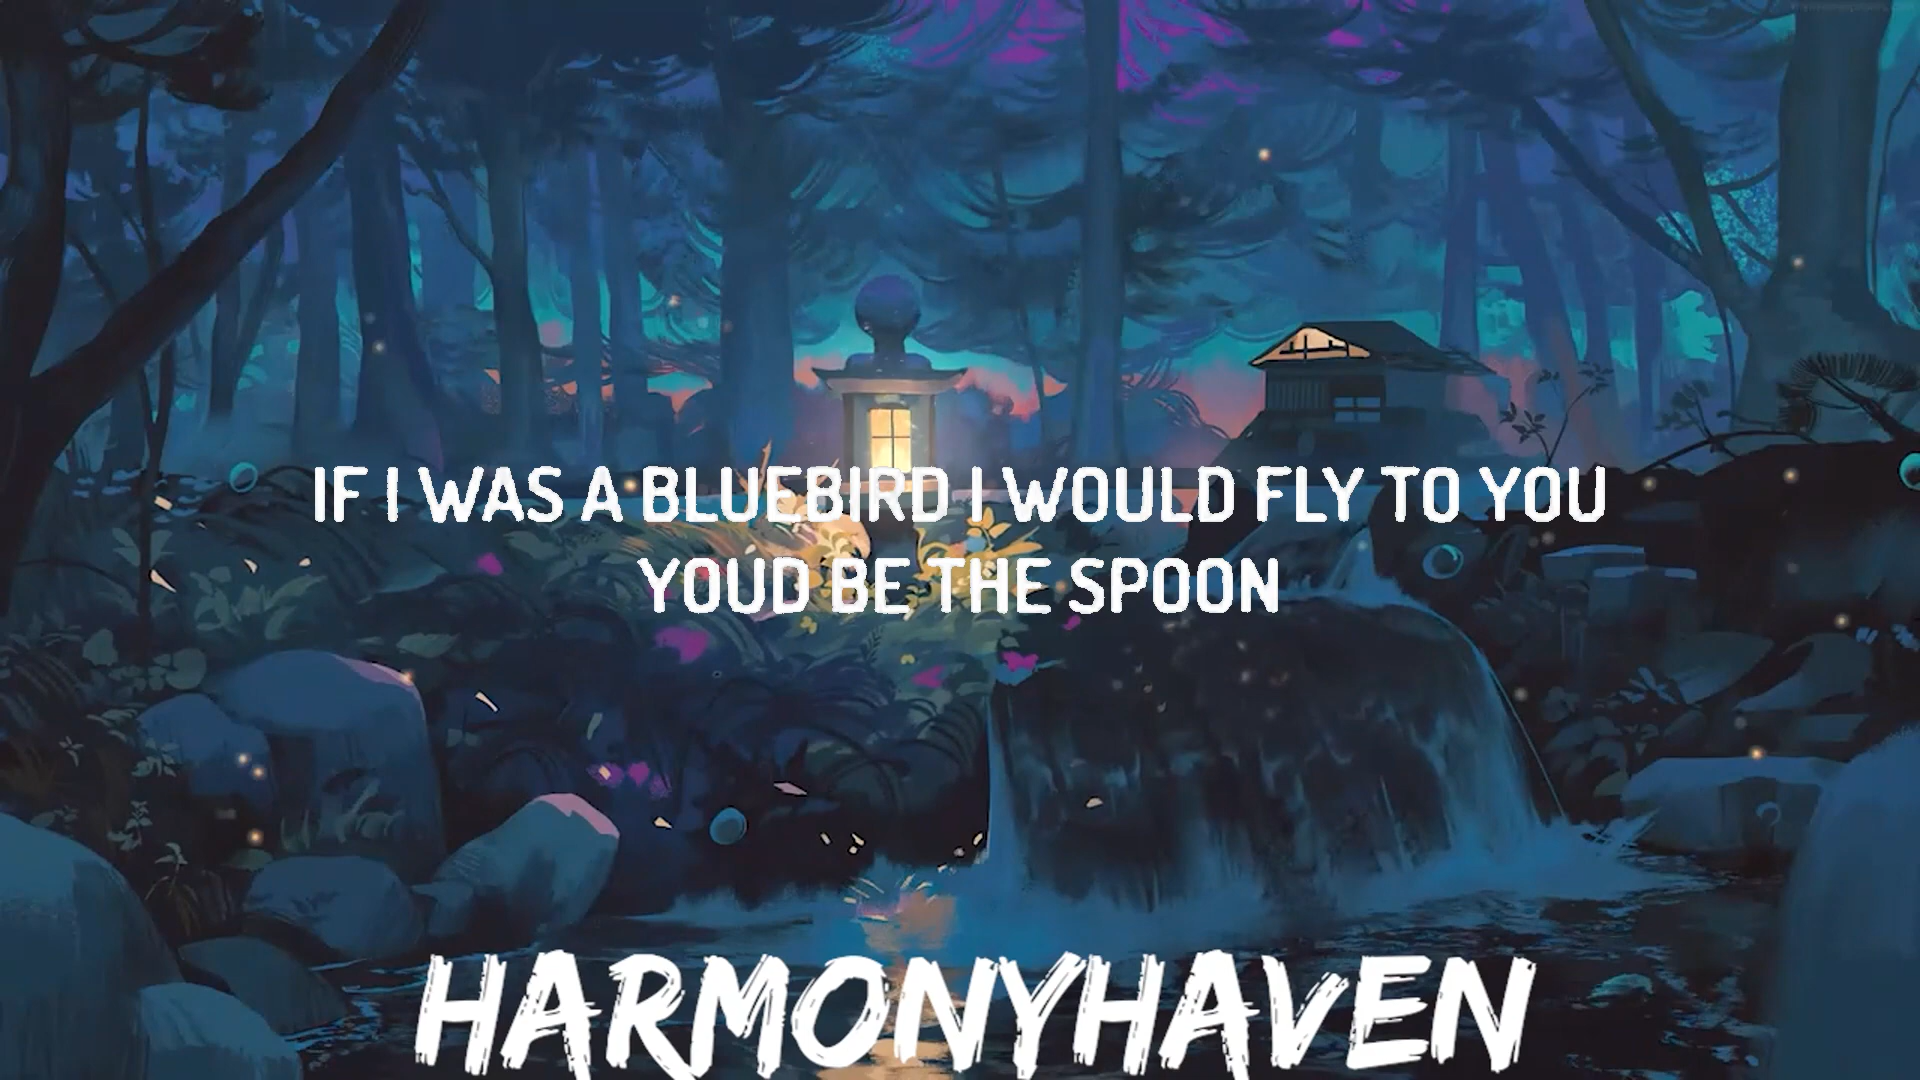 IF I WAS A BLUEBIRD I WOULD FLY TO YOU
YOUD BE THE SPOON
HARMONYHAVEN